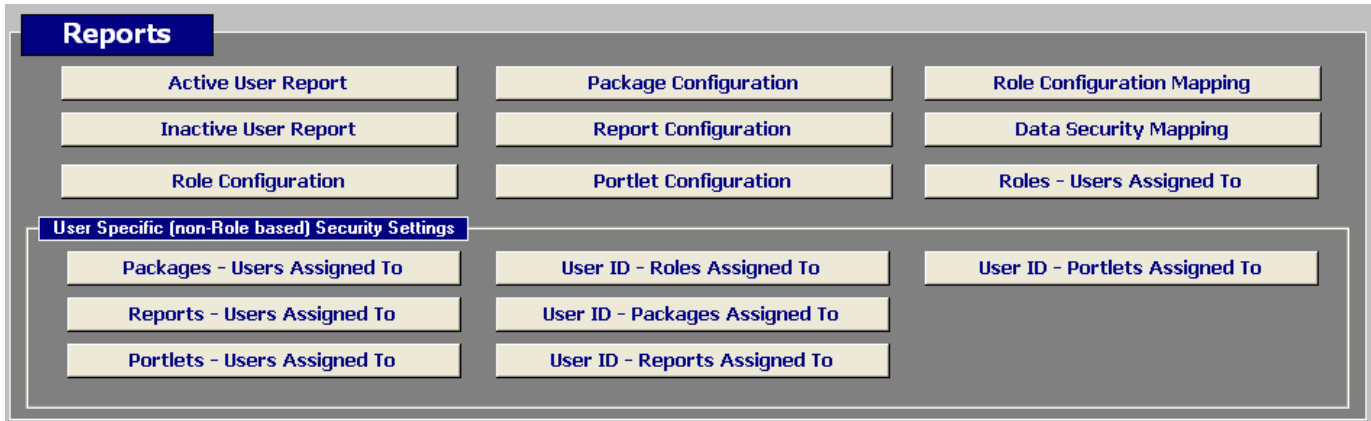 Reports
Active User Report
Package Configuration
Role Configuration Mapping
Inactive User Report
Report Configuration
Data Security Mapping
Role Configuration
Portlet Configuration
Roles - Users Assigned To
User Specific (non-Role based) Security Settings
Packages - Users Assigned To
User ID - Roles Assigned To
User ID - Portlets Assigned To
Reports - Users Assigned To
User ID - Packages Assigned To
Portlets - Users Assigned To
User ID - Reports Assigned To